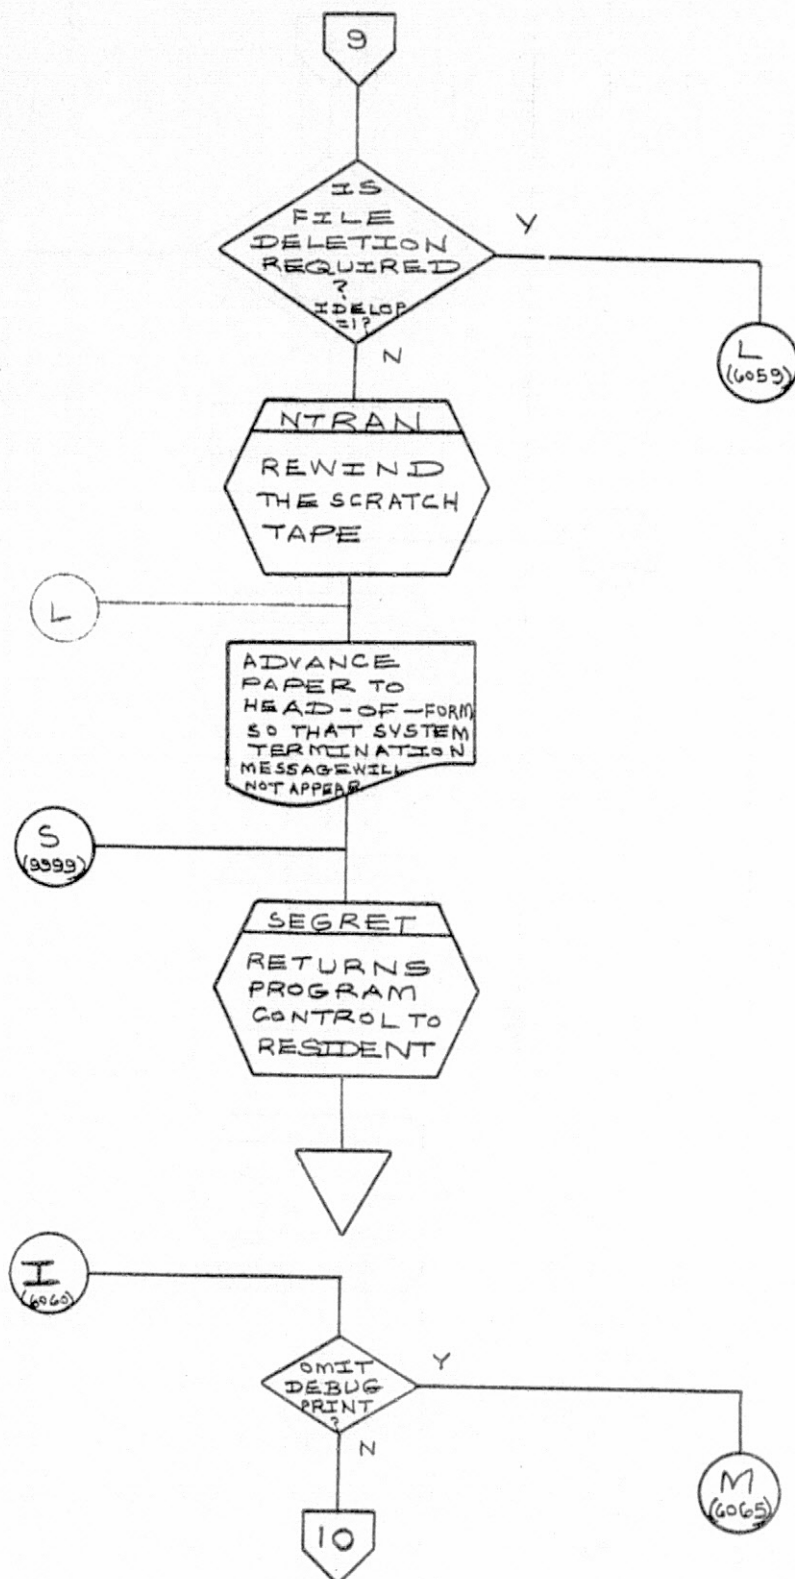 9
IS
FILE
DELETION
REQUIRED
?
IDELOP
=1?
Y
L
(6059)
N
NTRAN
REWIND
THE SCRATCH
TAPE
L
ADVANCE
PAPER TO
HEAD-OF-FORM
SO THAT SYSTEM
TERMINATION
MESSAGE WILL
NOT APPEAR
S
(9999)
SEGRET
RETURNS
PROGRAM
CONTROL TO
RESIDENT
I
(6060)
OMIT
DEBUG
PRINT
?
Y
N
M
(6065)
10